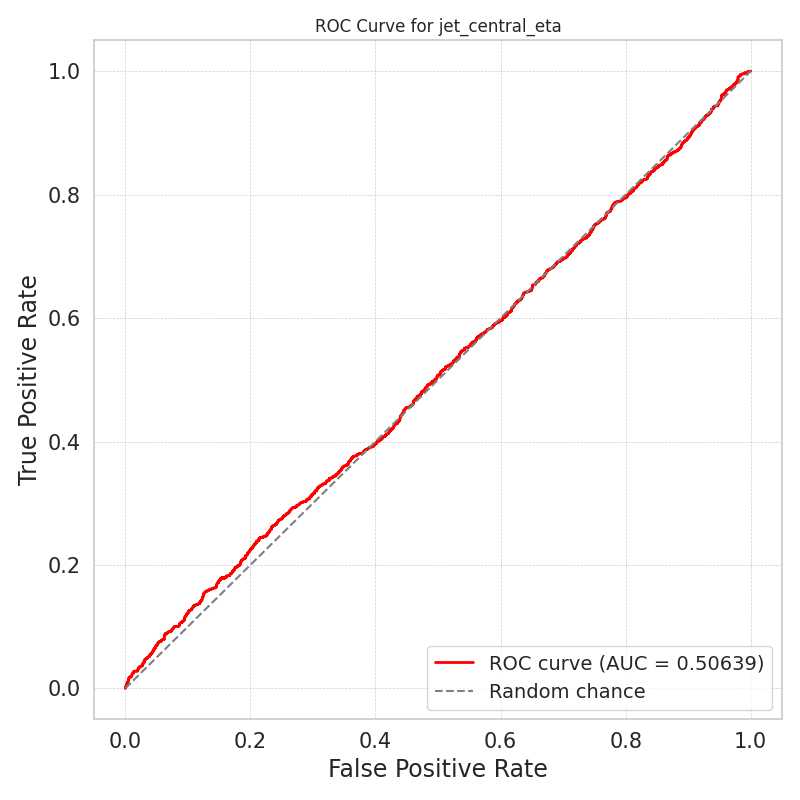 ROC Curve for jet_central_eta
True Positive Rate
1.0
0.8
0.6
0.4
0.2
0.0
ROC curve (AUC = 0.50639)
Random chance
0.0 0.2 0.4 0.6 0.8 1.0
False Positive Rate